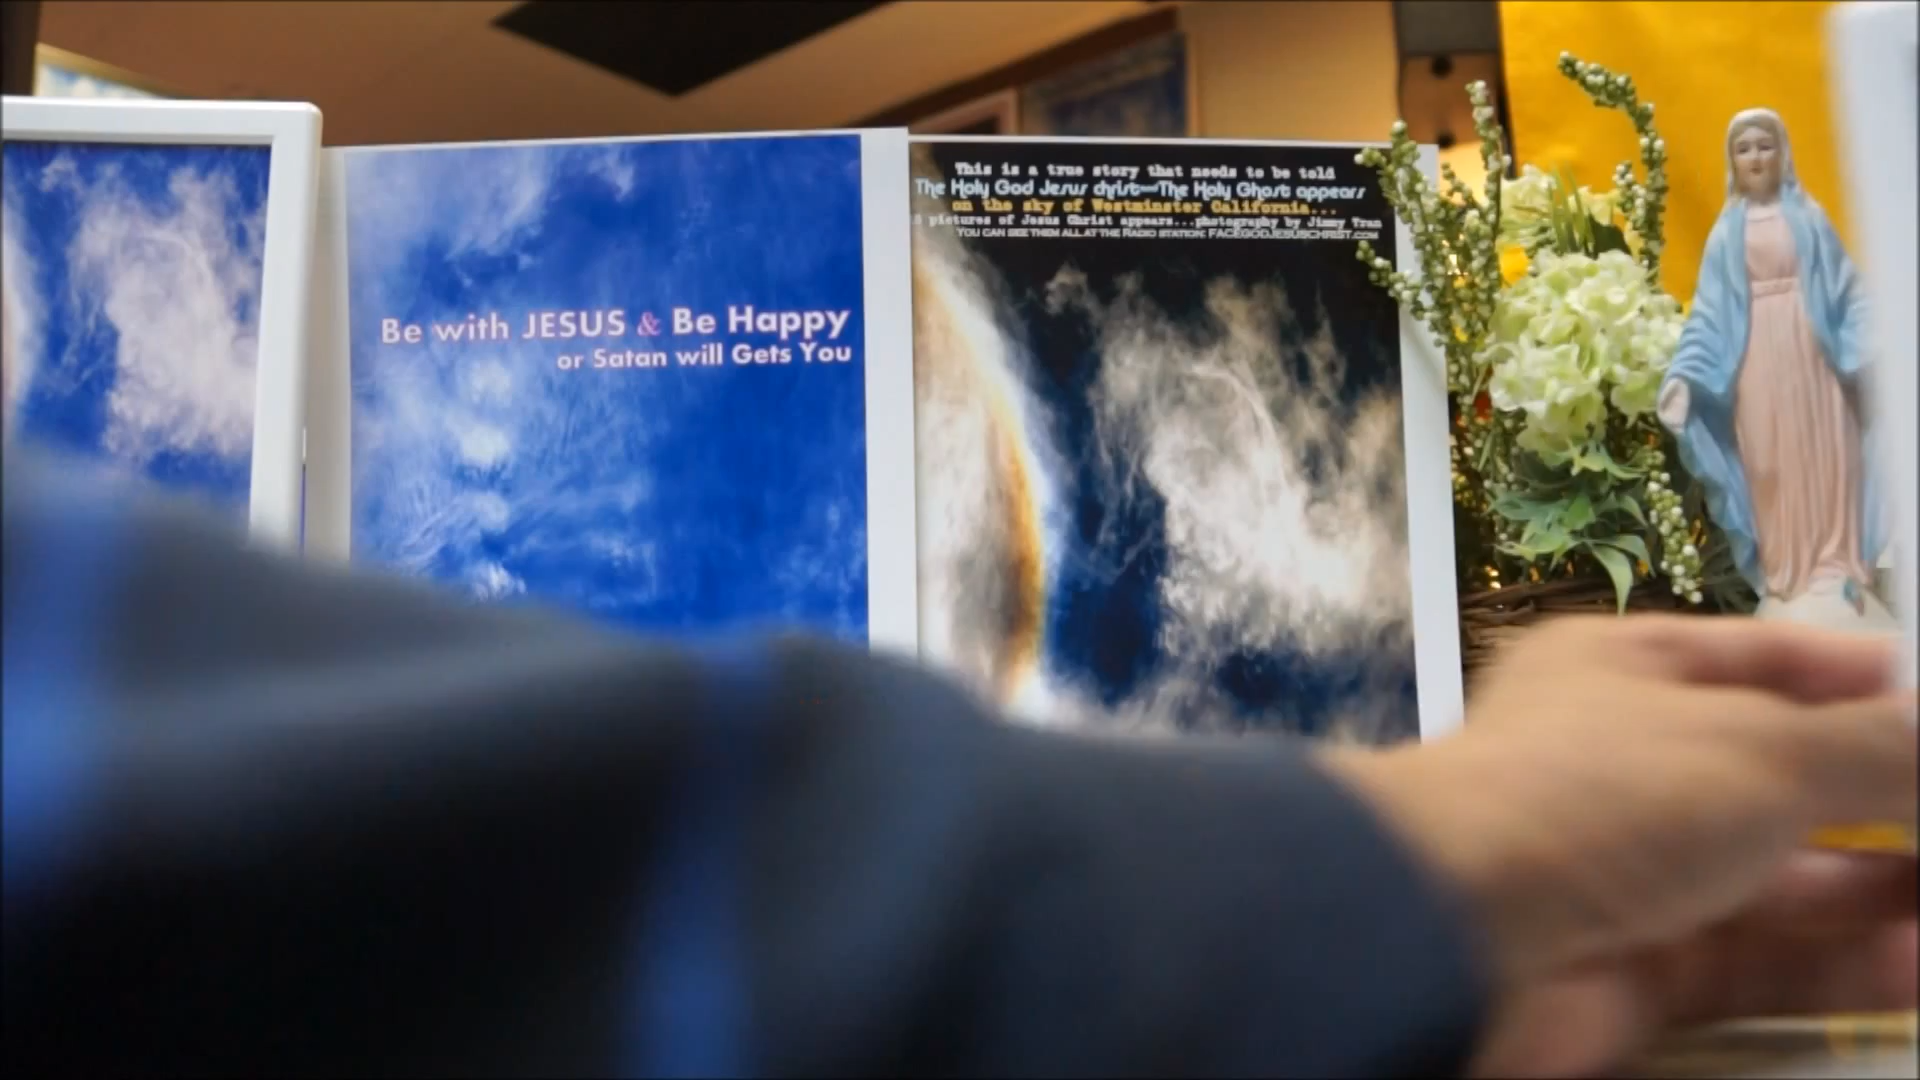 Be with JESUS & Be Happy
or Satan will Gets You
This is a true story that needs to be told
The Holy God Jesus christ—The Holy Ghost appears
on the sky of Westminster California...
pictures of Jesus Christ appears...photography by Jimmy Tran
YOU CAN SEE THEM ALL AT THE RADIO STATION: FACEGODJESUSCHRIST.COM